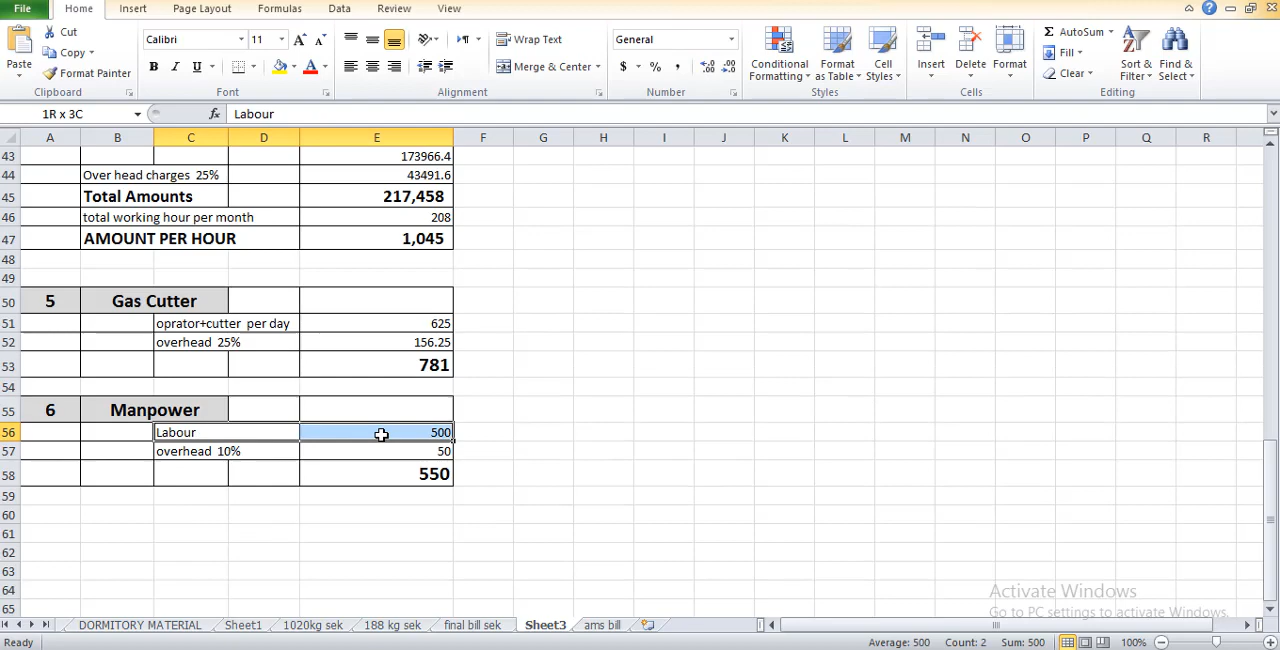 File Home Insert Page Layout Formulas Data Review View
Paste Cut Copy Format Painter Clipboard
Calibri 11 A A B I U A Font
Wrap Text Merge & Center Alignment
General $ % , .0 .00 .00 .0 Number
Conditional Formatting Format as Table Cell Styles Styles
Insert Delete Format Cells
Σ AutoSum Fill Clear Sort & Filter Find & Select Editing
1R x 3C fx Labour
A B C D E F G H I J K L M N O P Q R
43 173966.4
44 Over head charges 25% 43491.6
45 Total Amounts 217,458
46 total working hour per month 208
47 AMOUNT PER HOUR 1,045
48
49
50 5 Gas Cutter
51 oprator+cutter per day 625
52 overhead 25% 156.25
53 781
54
55 6 Manpower
56 Labour 500
57 overhead 10% 50
58 550
59
60
61
62
63
64
65
Activate Windows
Go to PC settings to activate Windows.
DORMITORY MATERIAL Sheet1 1020kg sek 188 kg sek final bill sek Sheet3 ams bill
Ready Average: 500 Count: 2 Sum: 500 100%